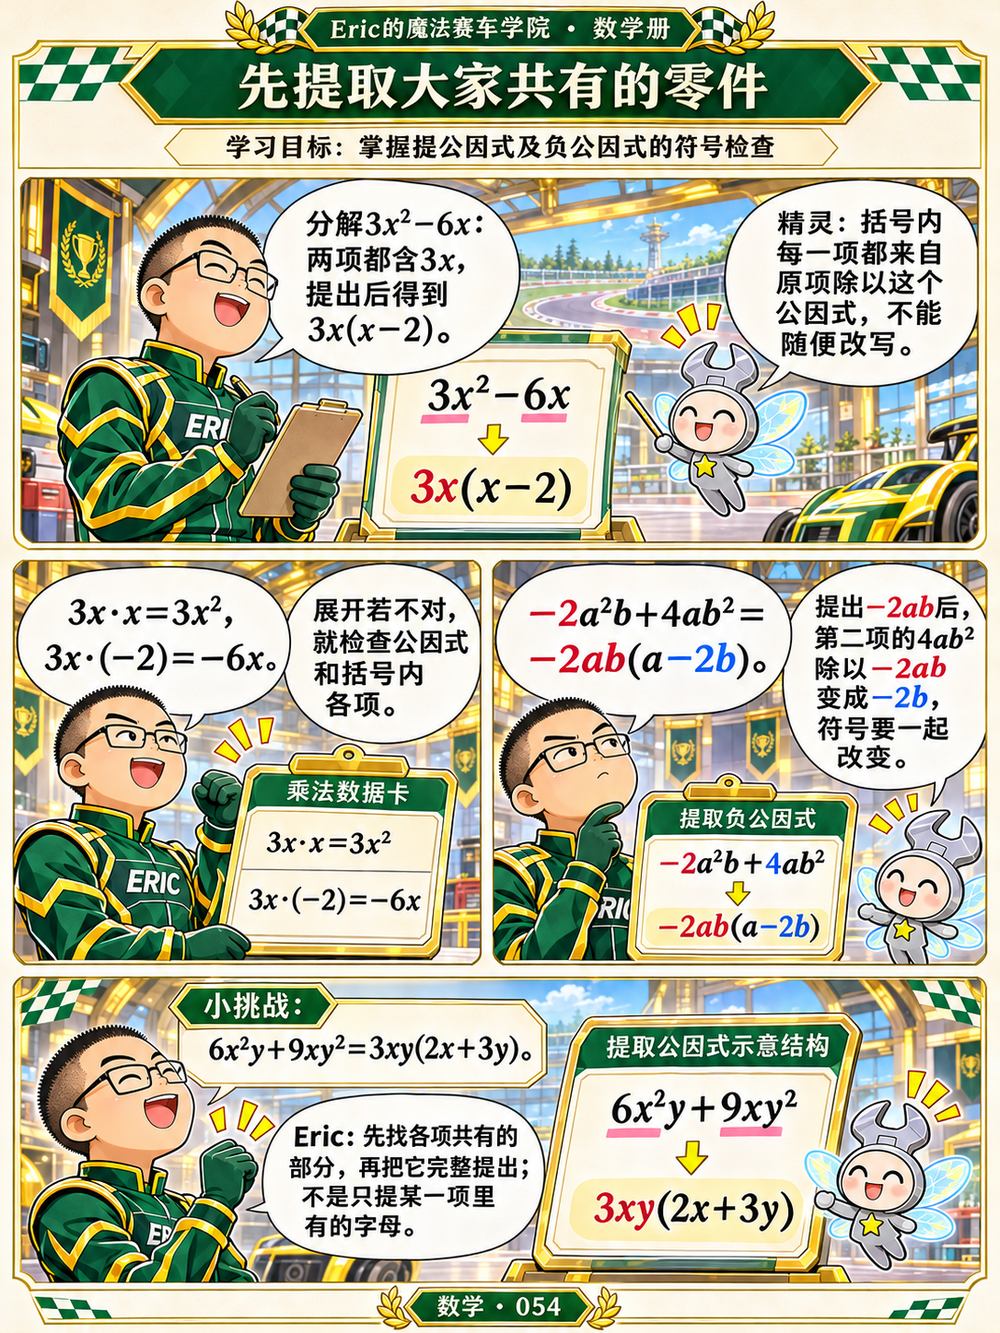 Eric的魔法赛车学院 · 数学册
先提取大家共有的零件
学习目标：掌握提公因式及负公因式的符号检查
分解3x²−6x：
两项都含3x，
提出后得到
3x(x−2)。
精灵：括号内
每一项都来自
原项除以这个
公因式，不能
随便改写。
ERI
3x²−6x
3x(x−2)
3x·x=3x²，
3x·(−2)=−6x。
展开若不对，
就检查公因式
和括号内
各项。
ERIC
乘法数据卡
3x·x=3x²
3x·(−2)=−6x
−2a²b+4ab²=
−2ab(a−2b)。
提出−2ab后，
第二项的4ab²
除以−2ab
变成−2b，
符号要一起
改变。
RIC
提取负公因式
−2a²b+4ab²
−2ab(a−2b)
小挑战：
6x²y+9xy²=3xy(2x+3y)。
Eric: 先找各项共有的
部分，再把它完整提出；
不是只提某一项里
有的字母。
ER
提取公因式示意结构
6x²y+9xy²
3xy(2x+3y)
数学 · 054